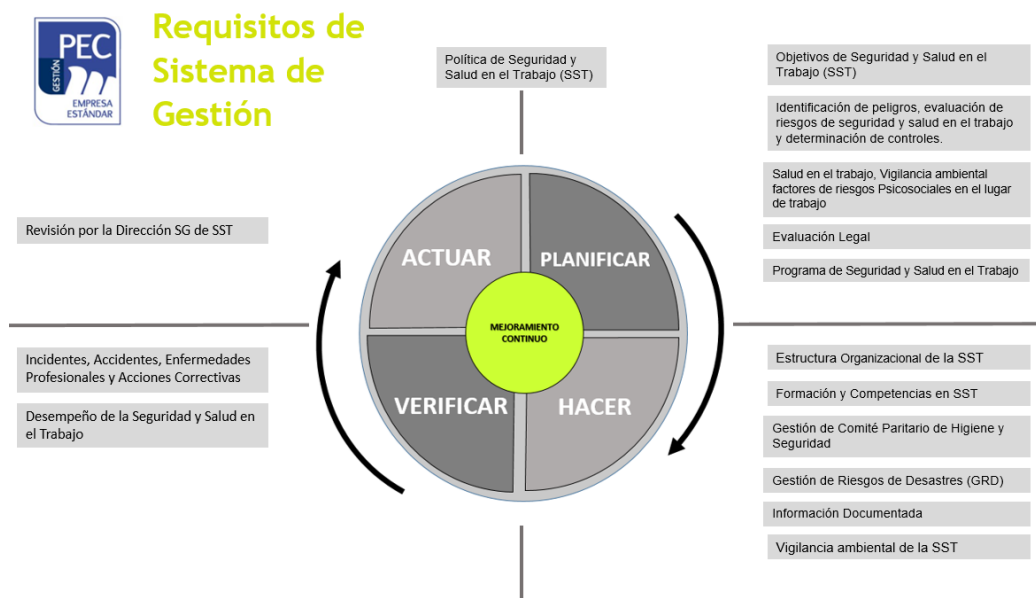 PEC
GESTIÓN
EMPRESA
ESTÁNDAR
Requisitos de
Sistema de
Gestión
Política de Seguridad y
Salud en el Trabajo (SST)
Objetivos de Seguridad y Salud en el
Trabajo (SST)
Identificación de peligros, evaluación de
riesgos de seguridad y salud en el trabajo
y determinación de controles.
Salud en el trabajo, Vigilancia ambiental
factores de riesgos Psicosociales en el lugar
de trabajo
Evaluación Legal
Programa de Seguridad y Salud en el Trabajo
Revisión por la Dirección SG de SST
ACTUAR
PLANIFICAR
MEJORAMIENTO
CONTINUO
VERIFICAR
HACER
Incidentes, Accidentes, Enfermedades
Profesionales y Acciones Correctivas
Desempeño de la Seguridad y Salud en
el Trabajo
Estructura Organizacional de la SST
Formación y Competencias en SST
Gestión de Comité Paritario de Higiene y
Seguridad
Gestión de Riesgos de Desastres (GRD)
Información Documentada
Vigilancia ambiental de la SST